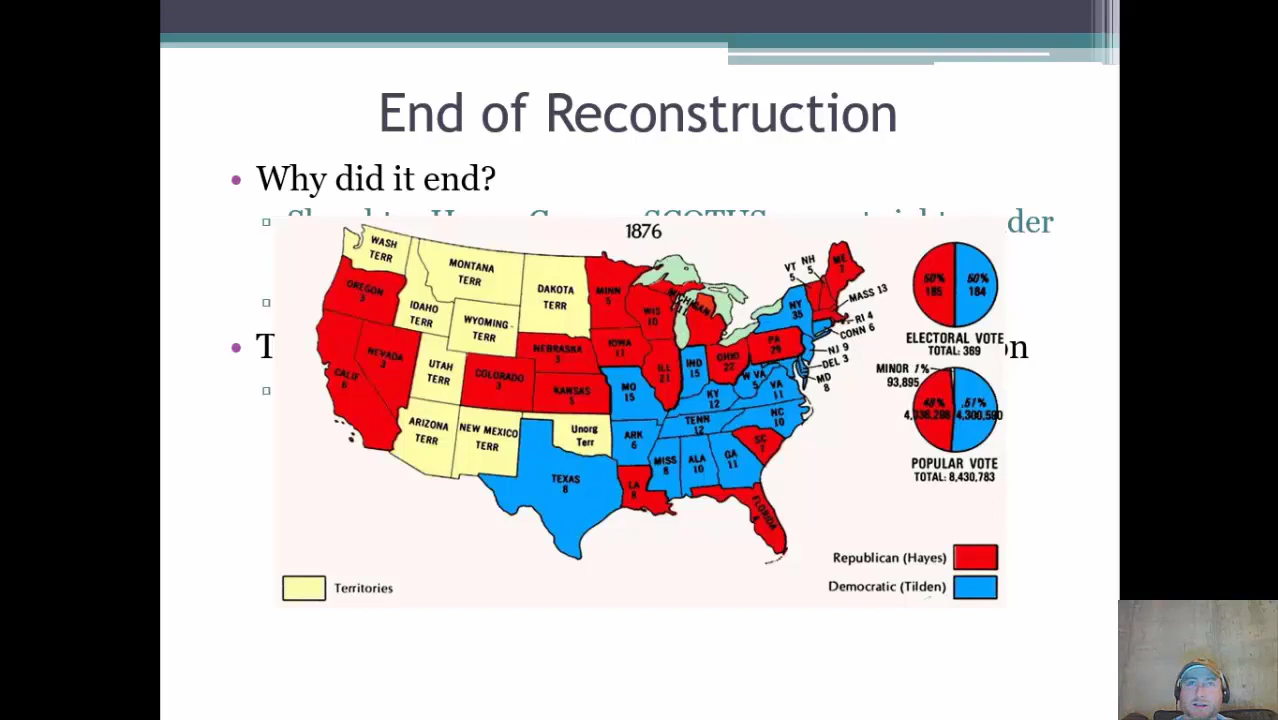 End of Reconstruction
• Why did it end?
SCOTUS
1876
WASH TERR
MONTANA TERR
DAKOTA TERR
MINN 5
OREGON 3
IDAHO TERR
WYOMING TERR
WIS 10
MICHIGAN 11
NY 35
VT 5
NH 5
ME 7
MASS 13
RI 4
CONN 6
NJ 9
DEL 3
MD 8
PA 29
NEBRASKA 3
IOWA 11
NEVADA 3
UTAH TERR
COLORADO 3
KANSAS 5
ILL 21
IND 15
OHIO 22
W VA 5
VA 11
CALIF 6
MO 15
KY 12
NC 10
ARIZONA TERR
NEW MEXICO TERR
Unorg Terr
ARK 6
TENN 12
SC 7
TEXAS 8
LA 8
MISS 8
ALA 10
GA 11
FLORIDA
50% 185
50% 184
ELECTORAL VOTE
TOTAL: 369
MINOR 1%
93,895
48%
51%
POPULAR VOTE
TOTAL: 8,430,783
Republican (Hayes)
Democratic (Tilden)
Territories